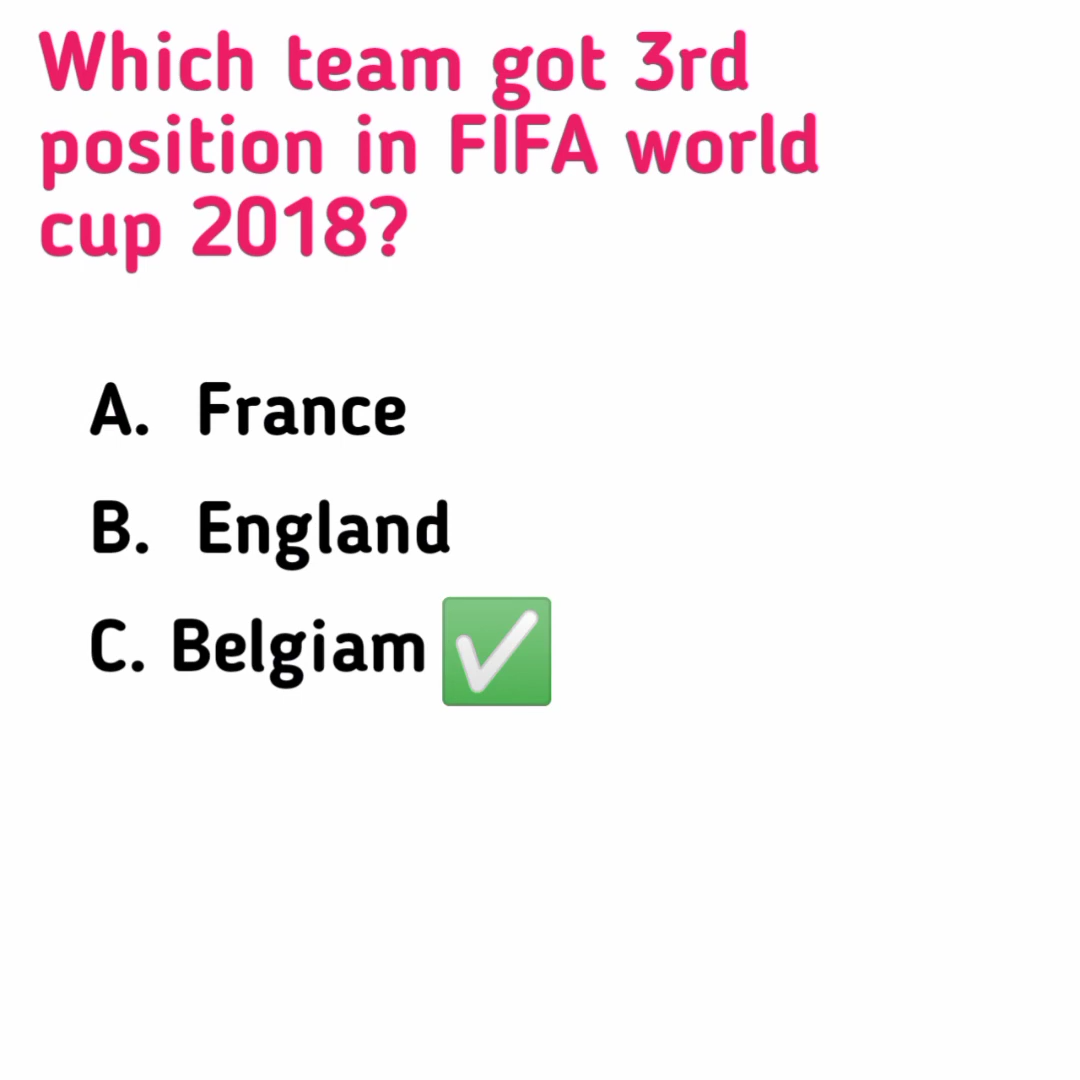 Which team got 3rd
position in FIFA world
cup 2018?
A. France
B. England
C. Belgiam ✅